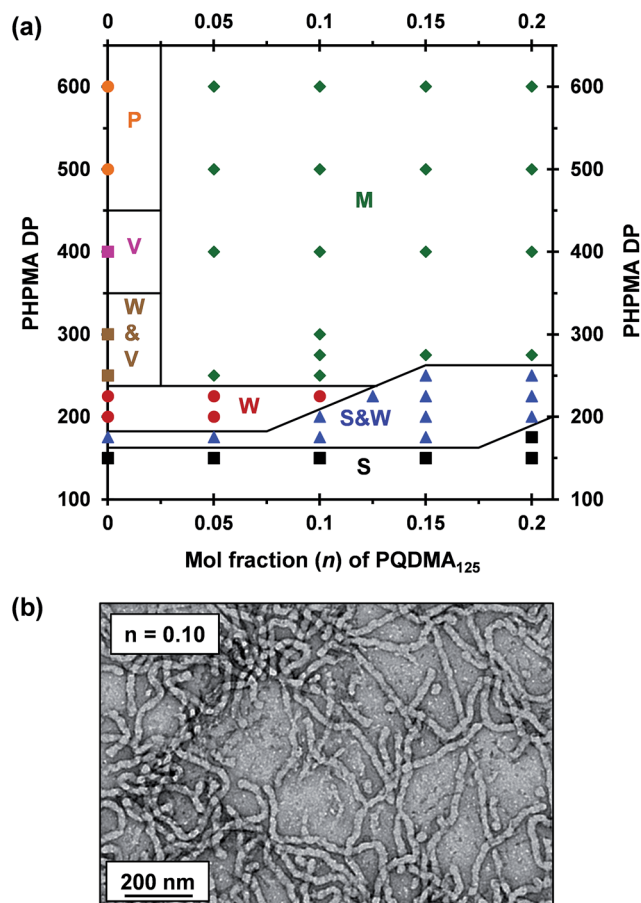 (a)
0 0.05 0.1 0.15 0.2
600 600
P
500 500
M
PHPMA DP PHPMA DP
400 V 400
W
&
V
300 300
W
S&W
200 200
S
100 100
0 0.05 0.1 0.15 0.2
Mol fraction (n) of PQDMA125
(b)
n = 0.10
200 nm